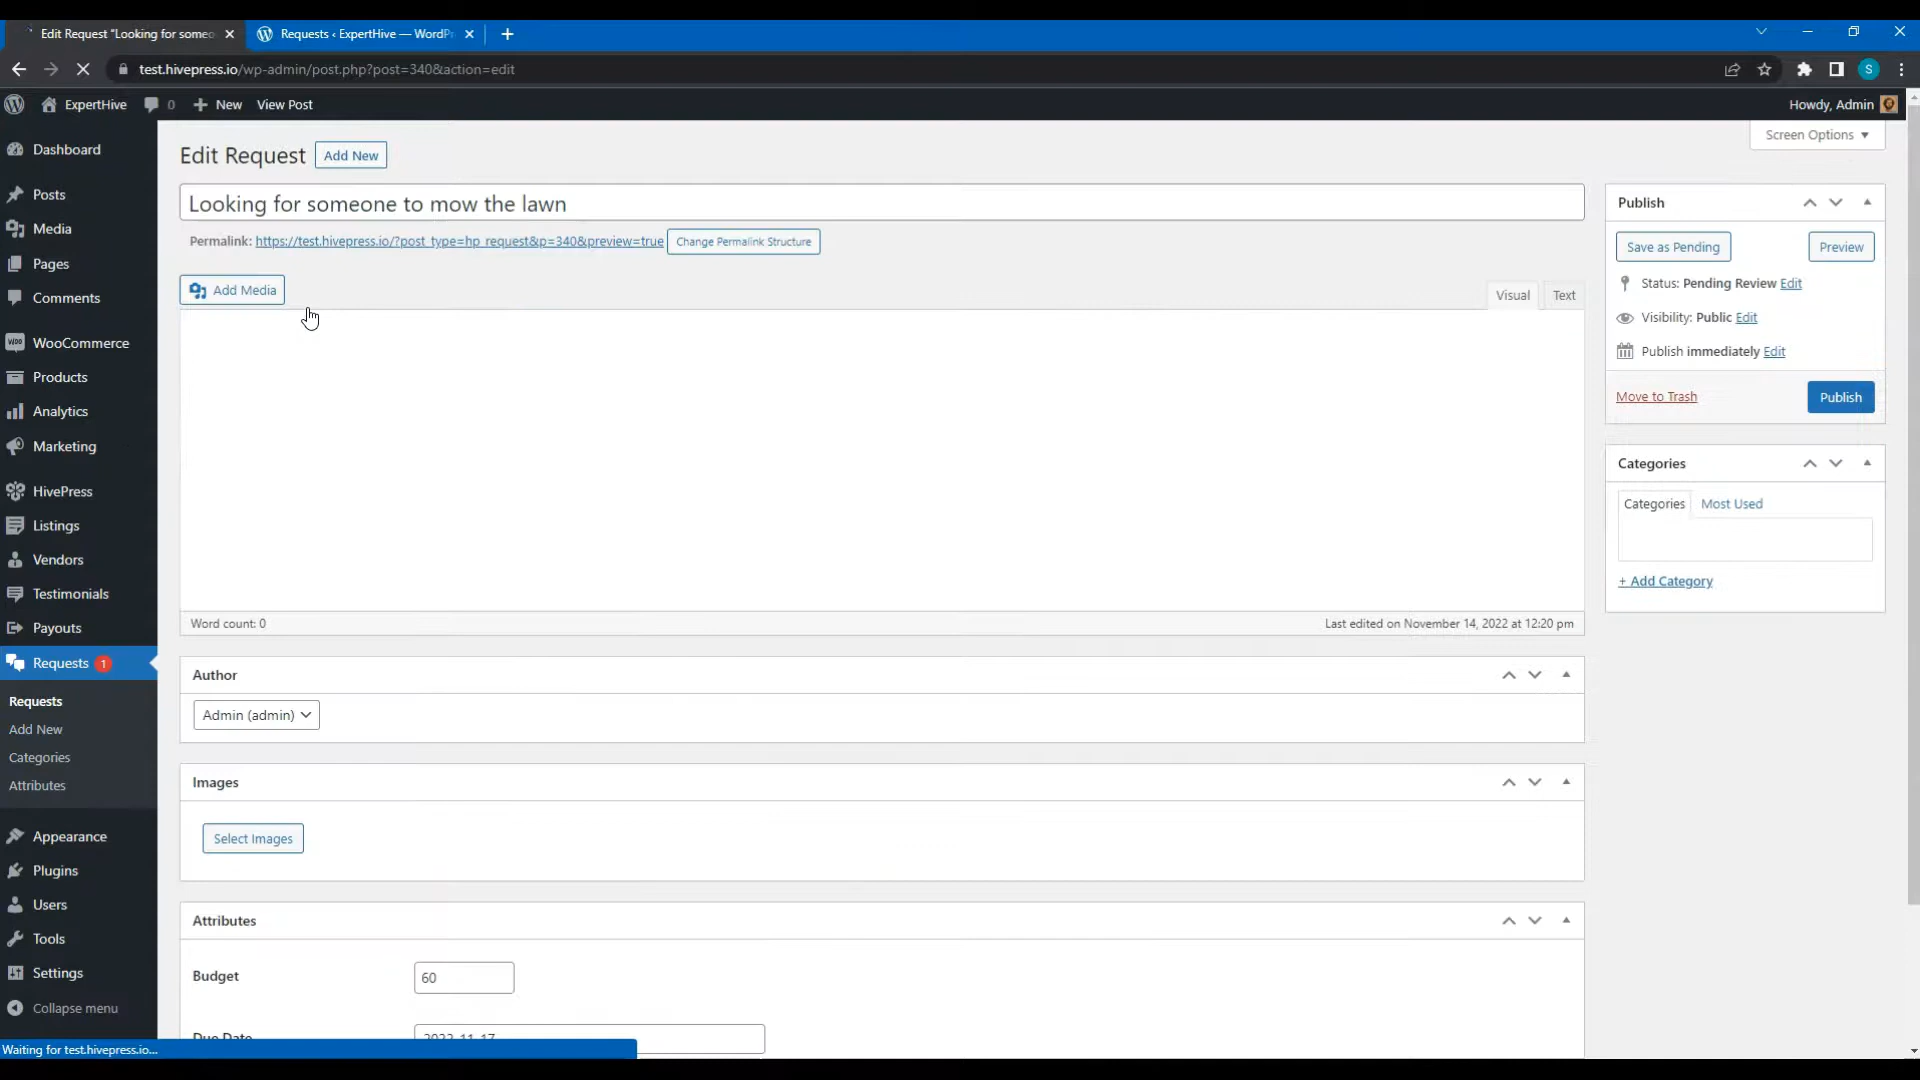 Edit Request "Looking for someo
Requests ‹ ExpertHive — WordPr
test.hivepress.io/wp-admin/post.php?post=340&action=edit
S
ExpertHive
0
New
View Post
Howdy, Admin
Screen Options
Dashboard
Posts
Media
Pages
Comments
WooCommerce
Products
Analytics
Marketing
HivePress
Listings
Vendors
Testimonials
Payouts
Requests 1
Requests
Add New
Categories
Attributes
Appearance
Plugins
Users
Tools
Settings
Collapse menu
Waiting for test.hivepress.io...
Edit Request
Add New
Looking for someone to mow the lawn
Permalink: https://test.hivepress.io/?post_type=hp_request&p=340&preview=true
Change Permalink Structure
Add Media
Visual
Text
Word count: 0
Last edited on November 14, 2022 at 12:20 pm
Author
Admin (admin)
Images
Select Images
Attributes
Budget
60
Due Date
2022-11-17
Publish
Save as Pending
Preview
Status: Pending Review Edit
Visibility: Public Edit
Publish immediately Edit
Move to Trash
Publish
Categories
Categories
Most Used
+ Add Category